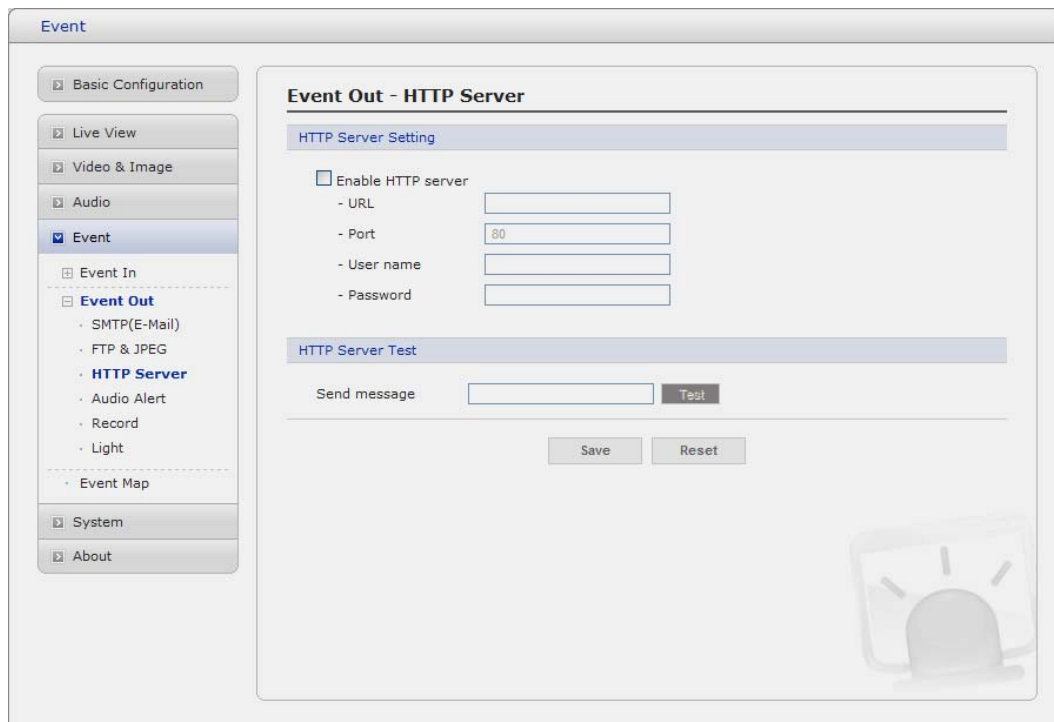 Event
Basic Configuration
Live View
Video & Image
Audio
Event
Event In
Event Out
SMTP(E-Mail)
FTP & JPEG
HTTP Server
Audio Alert
Record
Light
Event Map
System
About
Event Out - HTTP Server
HTTP Server Setting
Enable HTTP server
- URL
- Port 80
- User name
- Password
HTTP Server Test
Send message Test
Save Reset